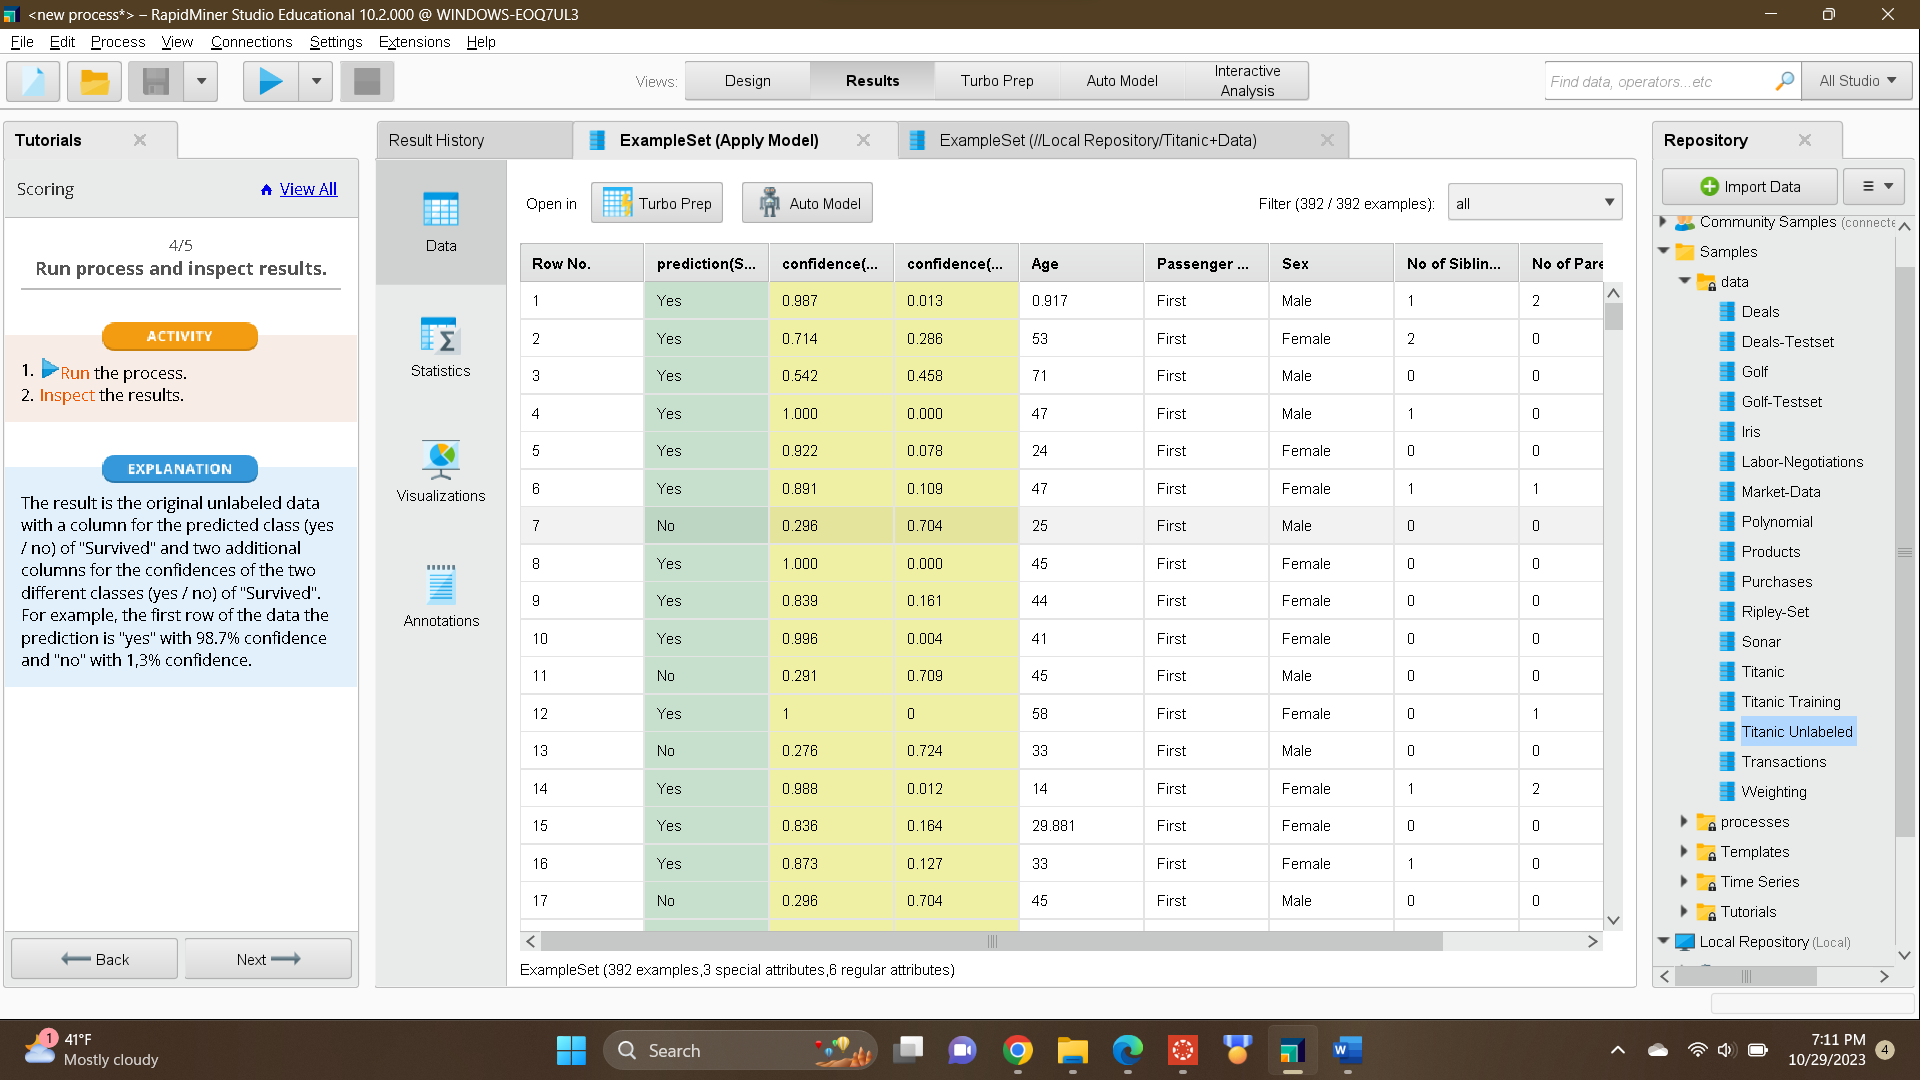 <new process*> – RapidMiner Studio Educational 10.2.000 @ WINDOWS-EOQ7UL3
File Edit Process View Connections Settings Extensions Help
Views: Design Results Turbo Prep Auto Model Interactive Analysis
Find data, operators...etc All Studio
Tutorials
Scoring View All
4/5
Run process and inspect results.
ACTIVITY
1. Run the process.
2. Inspect the results.
EXPLANATION
The result is the original unlabeled data
with a column for the predicted class (yes
/ no) of "Survived" and two additional
columns for the confidences of the two
different classes (yes / no) of "Survived".
For example, the first row of the data the
prediction is "yes" with 98.7% confidence
and "no" with 1,3% confidence.
Back Next
Result History ExampleSet (Apply Model) ExampleSet (//Local Repository/Titanic+Data)
Data
Statistics
Visualizations
Annotations
Open in Turbo Prep Auto Model Filter (392 / 392 examples): all
Row No. prediction(S... confidence(... confidence(... Age Passenger ... Sex No of Siblin... No of Pare
1 Yes 0.987 0.013 0.917 First Male 1 2
2 Yes 0.714 0.286 53 First Female 2 0
3 Yes 0.542 0.458 71 First Male 0 0
4 Yes 1.000 0.000 47 First Male 1 0
5 Yes 0.922 0.078 24 First Female 0 0
6 Yes 0.891 0.109 47 First Female 1 1
7 No 0.296 0.704 25 First Male 0 0
8 Yes 1.000 0.000 45 First Female 0 0
9 Yes 0.839 0.161 44 First Female 0 0
10 Yes 0.996 0.004 41 First Female 0 0
11 No 0.291 0.709 45 First Male 0 0
12 Yes 1 0 58 First Female 0 1
13 No 0.276 0.724 33 First Male 0 0
14 Yes 0.988 0.012 14 First Female 1 2
15 Yes 0.836 0.164 29.881 First Female 0 0
16 Yes 0.873 0.127 33 First Female 1 0
17 No 0.296 0.704 45 First Male 0 0
ExampleSet (392 examples,3 special attributes,6 regular attributes)
Repository
Import Data
Community Samples (connecte
Samples
data
Deals
Deals-Testset
Golf
Golf-Testset
Iris
Labor-Negotiations
Market-Data
Polynomial
Products
Purchases
Ripley-Set
Sonar
Titanic
Titanic Training
Titanic Unlabeled
Transactions
Weighting
processes
Templates
Time Series
Tutorials
Local Repository (Local)
1
41°F
Mostly cloudy
Search
W
7:11 PM
10/29/2023
4